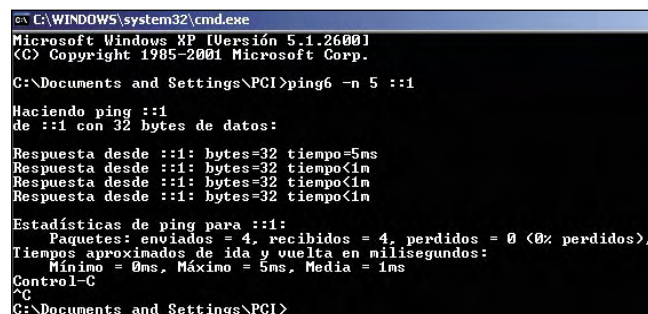 C:\WINDOWS\system32\cmd.exe
Microsoft Windows XP [Versión 5.1.2600]
(C) Copyright 1985-2001 Microsoft Corp.
C:\Documents and Settings\PCI>ping6 -n 5 ::1
Haciendo ping ::1
de ::1 con 32 bytes de datos:
Respuesta desde ::1: bytes=32 tiempo=5ms
Respuesta desde ::1: bytes=32 tiempo<1m
Respuesta desde ::1: bytes=32 tiempo<1m
Respuesta desde ::1: bytes=32 tiempo<1m
Estadísticas de ping para ::1:
Paquetes: enviados = 4, recibidos = 4, perdidos = 0 (0% perdidos),
Tiempos aproximados de ida y vuelta en milisegundos:
Mínimo = 0ms, Máximo = 5ms, Media = 1ms
Control-C
^C
C:\Documents and Settings\PCI>